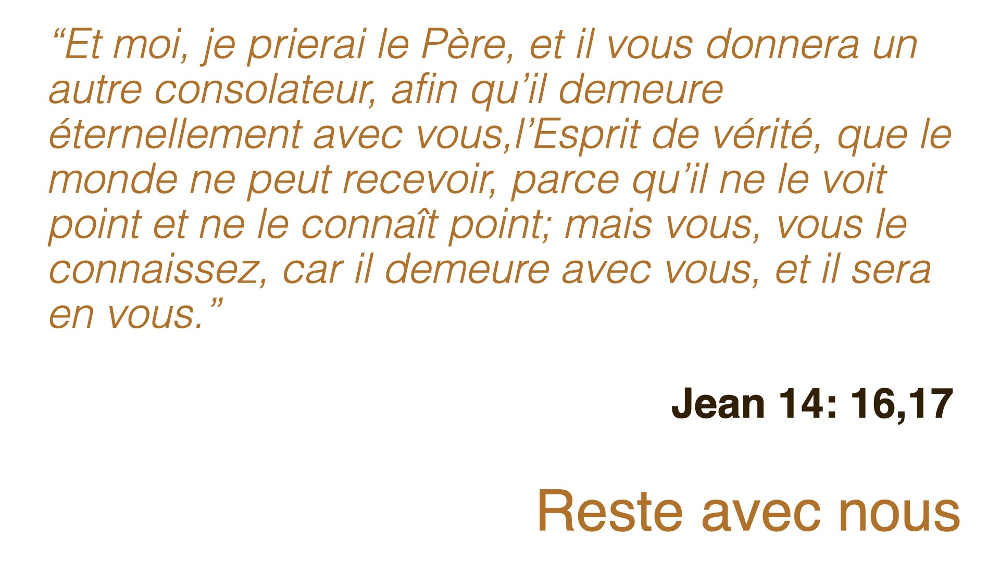 “Et moi, je prierai le Père, et il vous donnera un
autre consolateur, afin qu’il demeure
éternellement avec vous,l’Esprit de vérité, que le
monde ne peut recevoir, parce qu’il ne le voit
point et ne le connaît point; mais vous, vous le
connaissez, car il demeure avec vous, et il sera
en vous.”
Jean 14: 16,17
Reste avec nous